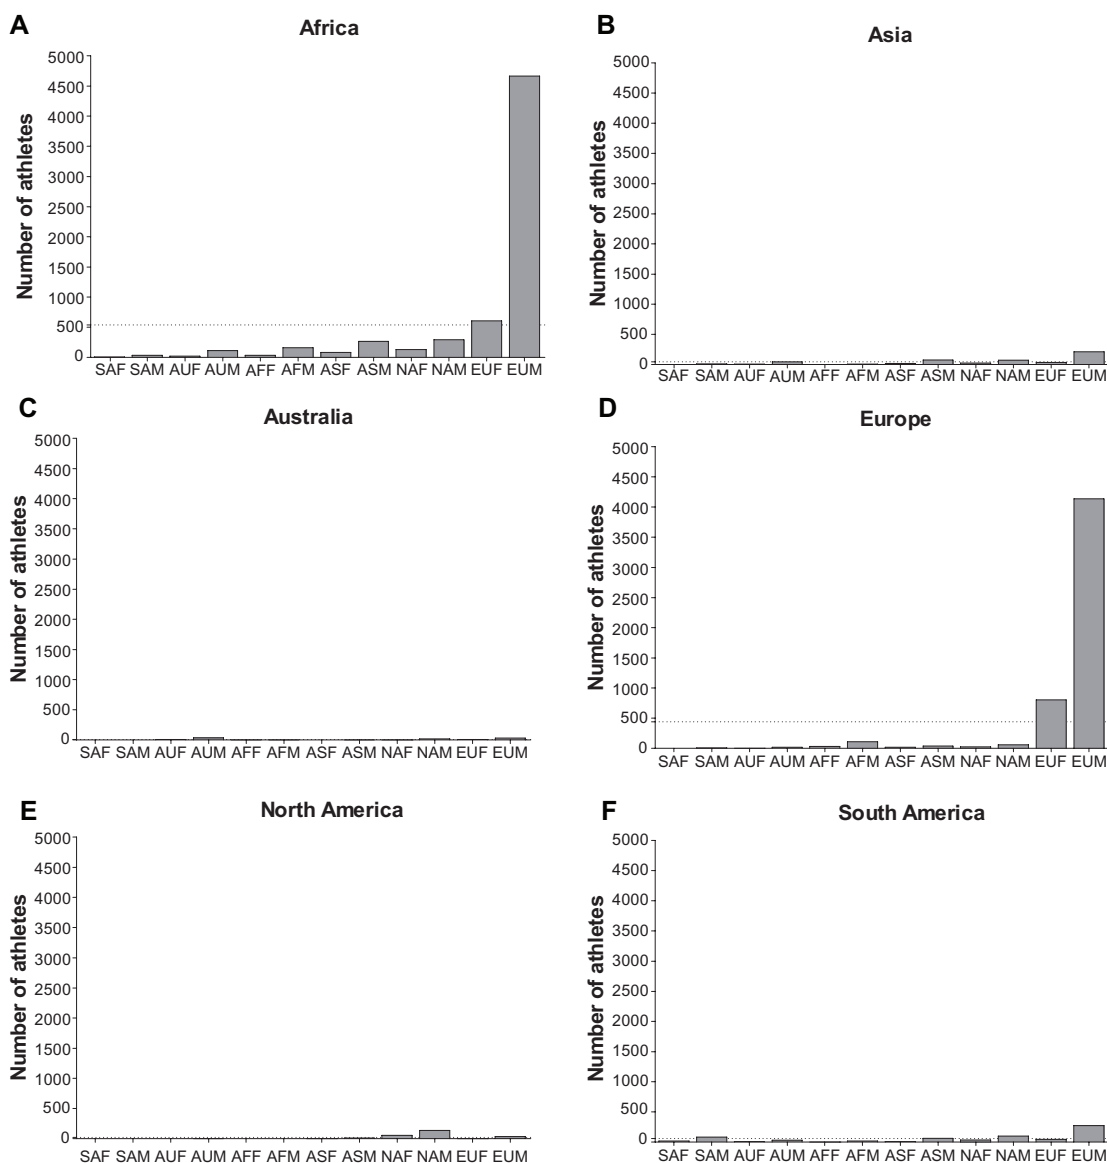 A
Africa
Number of athletes
5000
4500
4000
3500
3000
2500
2000
1500
1000
500
0
SAF SAM AUF AUM AFF AFM ASF ASM NAF NAM EUF EUM
B
Asia
Number of athletes
5000
4500
4000
3500
3000
2500
2000
1500
1000
500
0
SAF SAM AUF AUM AFF AFM ASF ASM NAF NAM EUF EUM
C
Australia
Number of athletes
5000
4500
4000
3500
3000
2500
2000
1500
1000
500
0
SAF SAM AUF AUM AFF AFM ASF ASM NAF NAM EUF EUM
D
Europe
Number of athletes
5000
4500
4000
3500
3000
2500
2000
1500
1000
500
0
SAF SAM AUF AUM AFF AFM ASF ASM NAF NAM EUF EUM
E
North America
Number of athletes
5000
4500
4000
3500
3000
2500
2000
1500
1000
500
0
SAF SAM AUF AUM AFF AFM ASF ASM NAF NAM EUF EUM
F
South America
Number of athletes
5000
4500
4000
3500
3000
2500
2000
1500
1000
500
0
SAF SAM AUF AUM AFF AFM ASF ASM NAF NAM EUF EUM